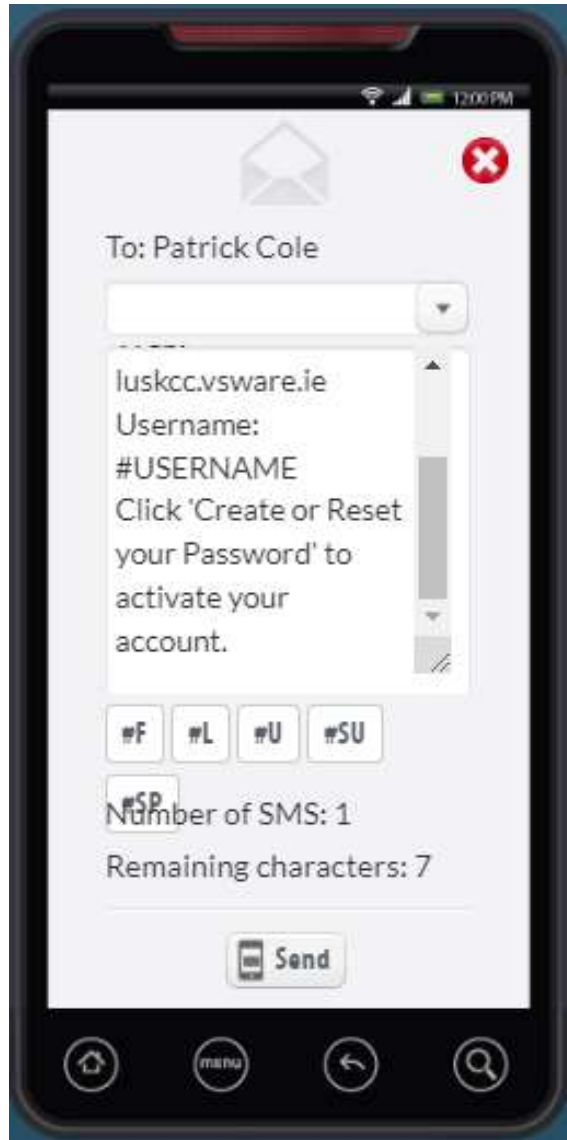 12:00 PM
To: Patrick Cole
luskcc.vsware.ie
Username:
#USERNAME
Click 'Create or Reset
your Password' to
activate your
account.
#F #L #U #SU
#SP
Number of SMS: 1
Remaining characters: 7
Send
menu